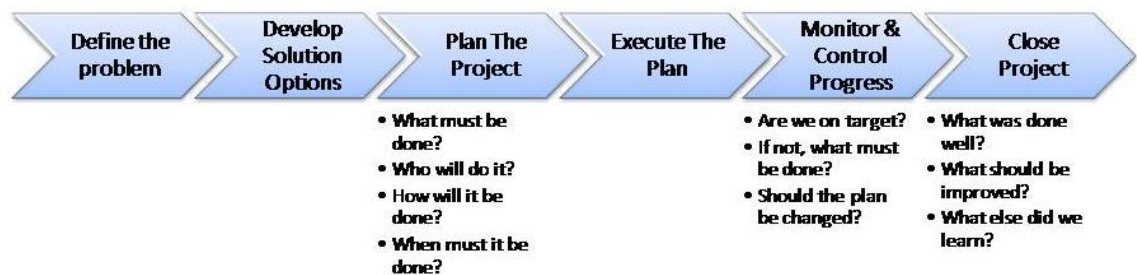 Define the
problem
Develop
Solution
Options
Plan The
Project
Execute The
Plan
Monitor &
Control
Progress
Close
Project
• What must be
done?
• Who will do it?
• How will it be
done?
• When must it be
done?
• Are we on target?
• If not, what must
be done?
• Should the plan
be changed?
• What was done
well?
• What should be
improved?
• What else did we
learn?